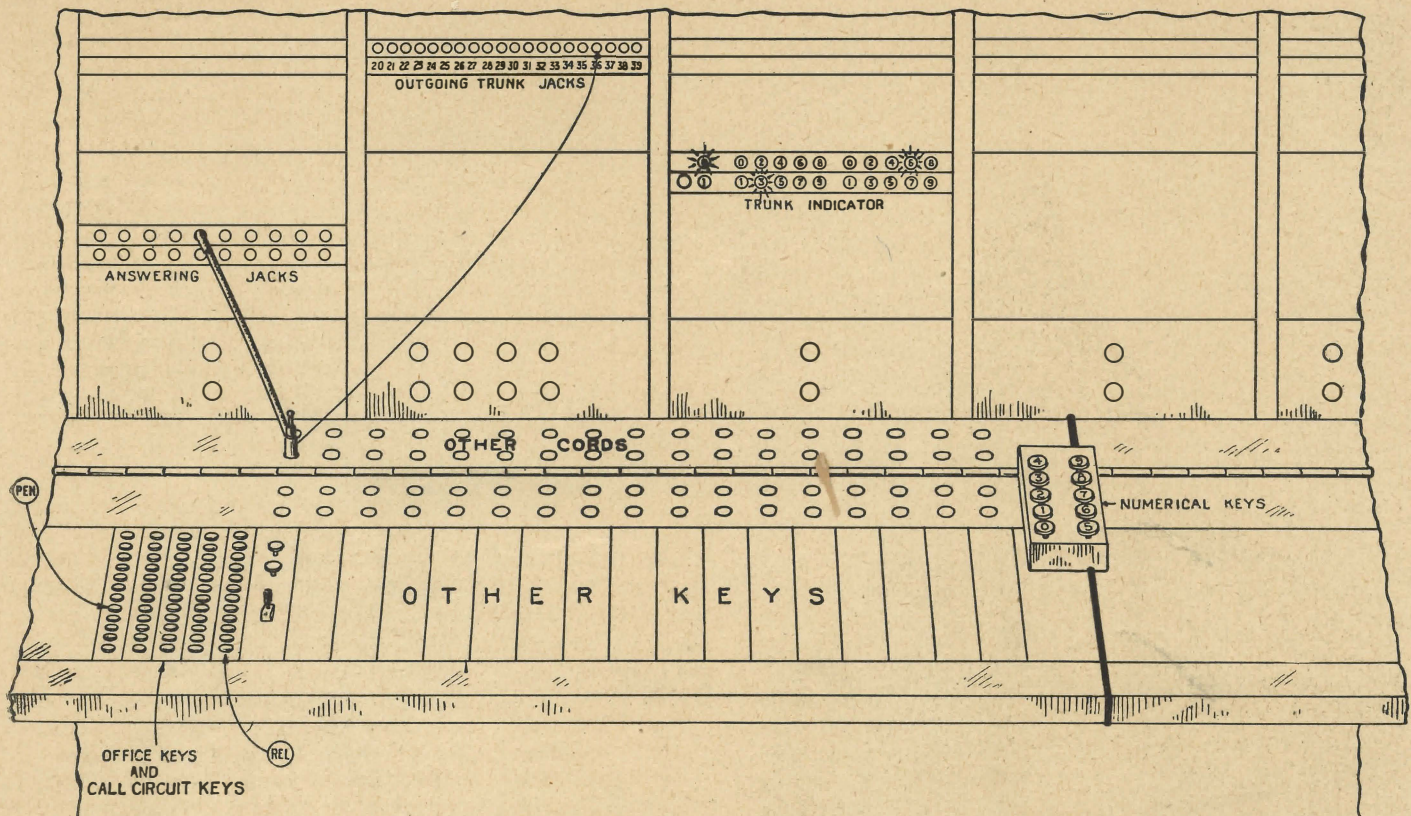 20 21 22 23 24 25 26 27 28 29 30 31 32 33 34 35 36 37 38 39
OUTGOING TRUNK JACKS
0 2 4 6 8 0 2 4 6 8
1 1 3 5 7 9 1 3 5 7 9
TRUNK INDICATOR
ANSWERING JACKS
OTHER CORDS
PEN
4 9
3 8
2 7
1 6
0 5
NUMERICAL KEYS
OTHER KEYS
OFFICE KEYS
AND
CALL CIRCUIT KEYS
REL